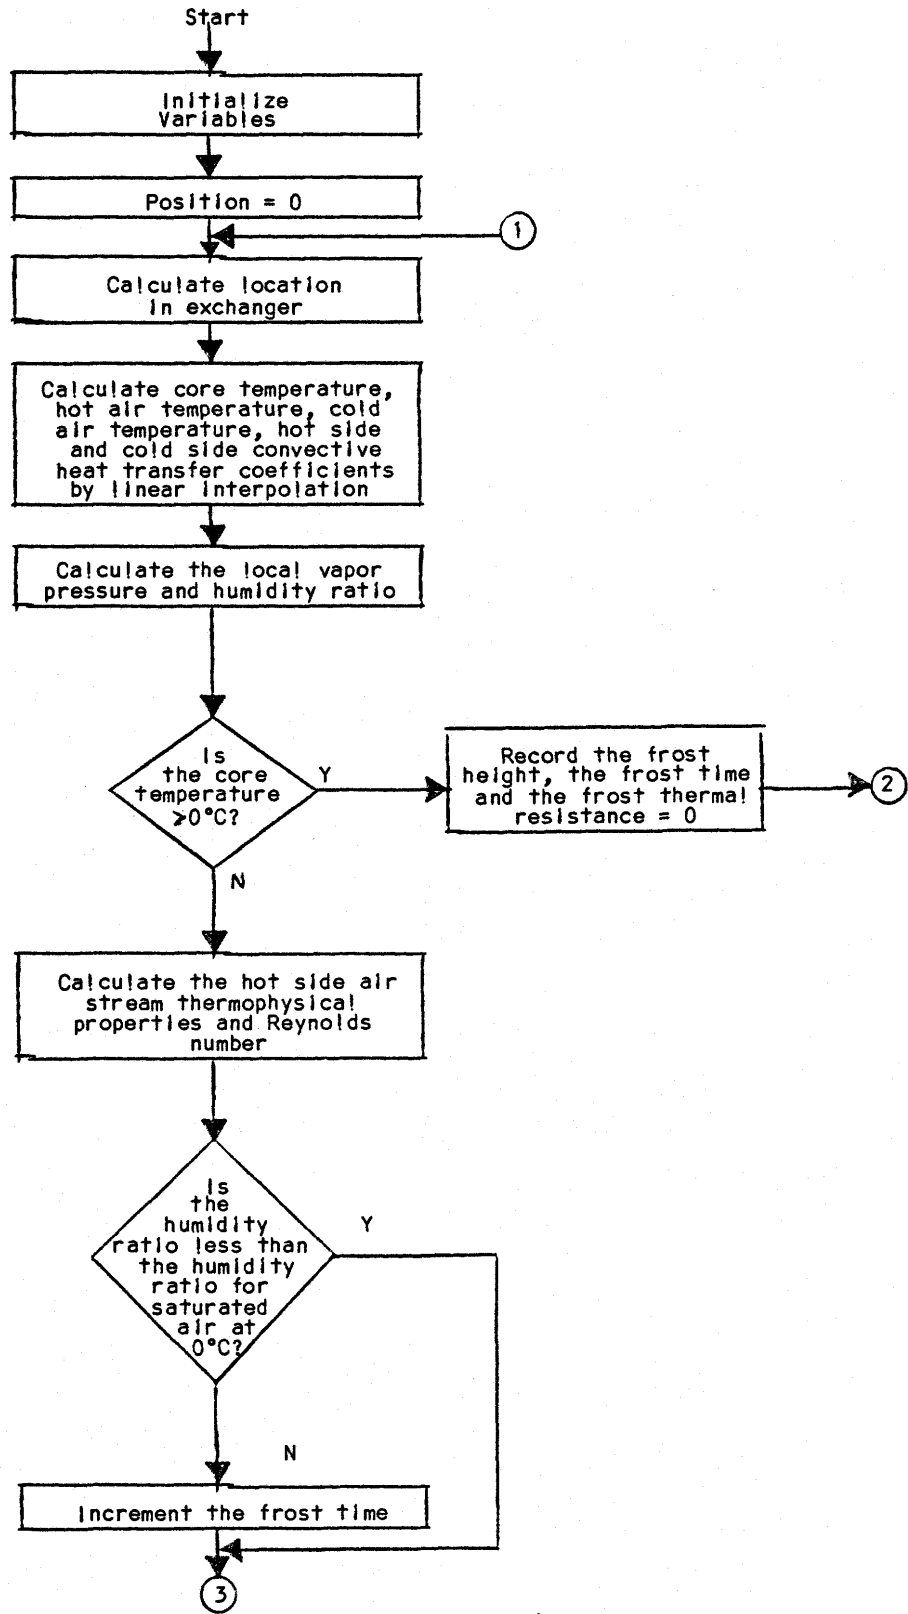 Start
Initialize
Variables
Position = 0
1
Calculate location
in exchanger
Calculate core temperature,
hot air temperature, cold
air temperature, hot side
and cold side convective
heat transfer coefficients
by linear interpolation
Calculate the local vapor
pressure and humidity ratio
Is
the core
temperature
⩾0°C?
Y
Record the frost
height, the frost time
and the frost thermal
resistance = 0
2
N
Calculate the hot side air
stream thermophysical
properties and Reynolds
number
Is
the
humidity
ratio less than
the humidity
ratio for
saturated
air at
0°C?
Y
N
Increment the frost time
3